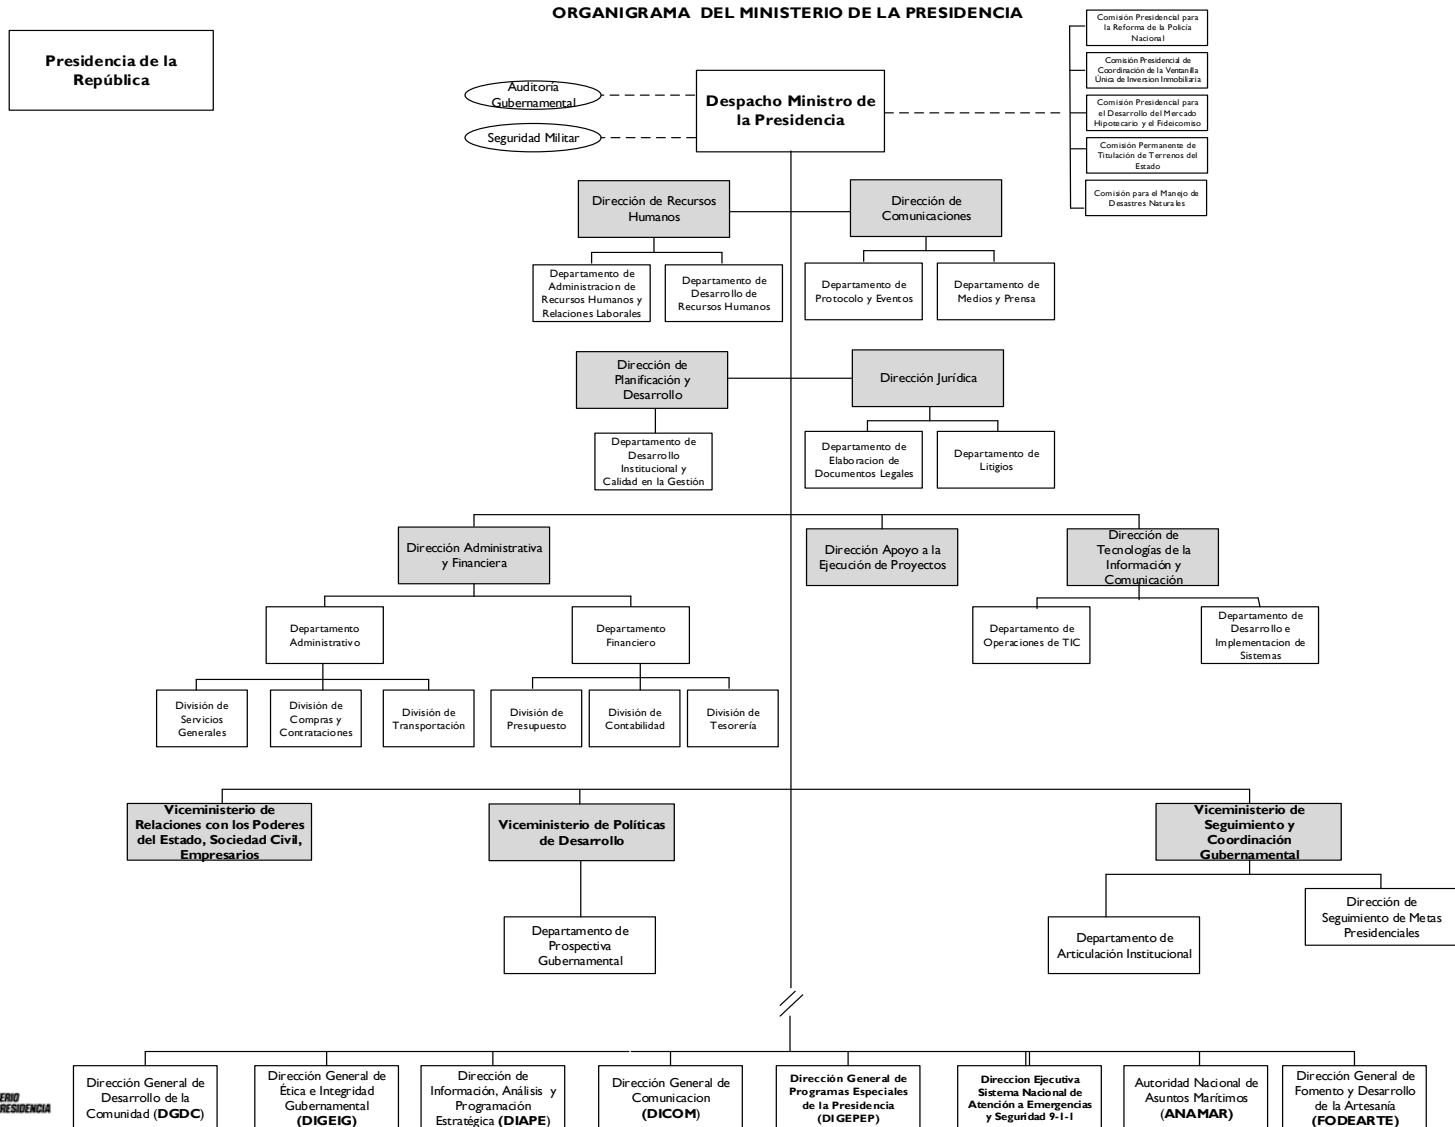 ORGANIGRAMA DEL MINISTERIO DE LA PRESIDENCIA
Presidencia de la
República
Auditoría
Gubernamental
Seguridad Militar
Despacho Ministro de
la Presidencia
Comisión Presidencial para
la Reforma de la Policía
Nacional
Comisión Presidencial de
Coordinación de la Ventanilla
Única de Inversion Inmobiliaria
Comisión Presidencial para
el Desarrollo del Mercado
Hipotecario y el Fideicomiso
Comisión Permanente de
Titulación de Terrenos del
Estado
Comisión para el Manejo de
Desastres Naturales
Dirección de Recursos
Humanos
Dirección de
Comunicaciones
Departamento de
Administracion de
Recursos Humanos y
Relaciones Laborales
Departamento de
Desarrollo de
Recursos Humanos
Departamento de
Protocolo y Eventos
Departamento de
Medios y Prensa
Dirección de
Planificación y
Desarrollo
Dirección Jurídica
Departamento de
Desarrollo
Institucional y
Calidad en la Gestión
Departamento de
Elaboracion de
Documentos Legales
Departamento de
Litigios
Dirección Administrativa
y Financiera
Dirección Apoyo a la
Ejecución de Proyectos
Dirección de
Tecnologías de la
Información y
Comunicación
Departamento
Administrativo
Departamento
Financiero
Departamento de
Operaciones de TIC
Departamento de
Desarrollo e
Implementacion de
Sistemas
División de
Servicios
Generales
División de
Compras y
Contrataciones
División de
Transportación
División de
Presupuesto
División de
Contabilidad
División de
Tesorería
Viceministerio de
Relaciones con los Poderes
del Estado, Sociedad Civil,
Empresarios
Viceministerio de Políticas
de Desarrollo
Viceministerio de
Seguimiento y
Coordinación
Gubernamental
Departamento de
Prospectiva
Gubernamental
Departamento de
Articulación Institucional
Dirección de
Seguimiento de Metas
Presidenciales
ERIO
RESIDENCIA
Dirección General de
Desarrollo de la
Comunidad (DGDC)
Dirección General de
Ética e Integridad
Gubernamental
(DIGEIG)
Dirección de
Información, Análisis y
Programación
Estratégica (DIAPE)
Dirección General de
Comunicacion
(DICOM)
Dirección General de
Programas Especiales
de la Presidencia
(DIGEPEP)
Direccion Ejecutiva
Sistema Nacional de
Atención a Emergencias
y Seguridad 9-1-1
Autoridad Nacional de
Asuntos Marítimos
(ANAMAR)
Dirección General de
Fomento y Desarrollo
de la Artesanía
(FODEARTE)